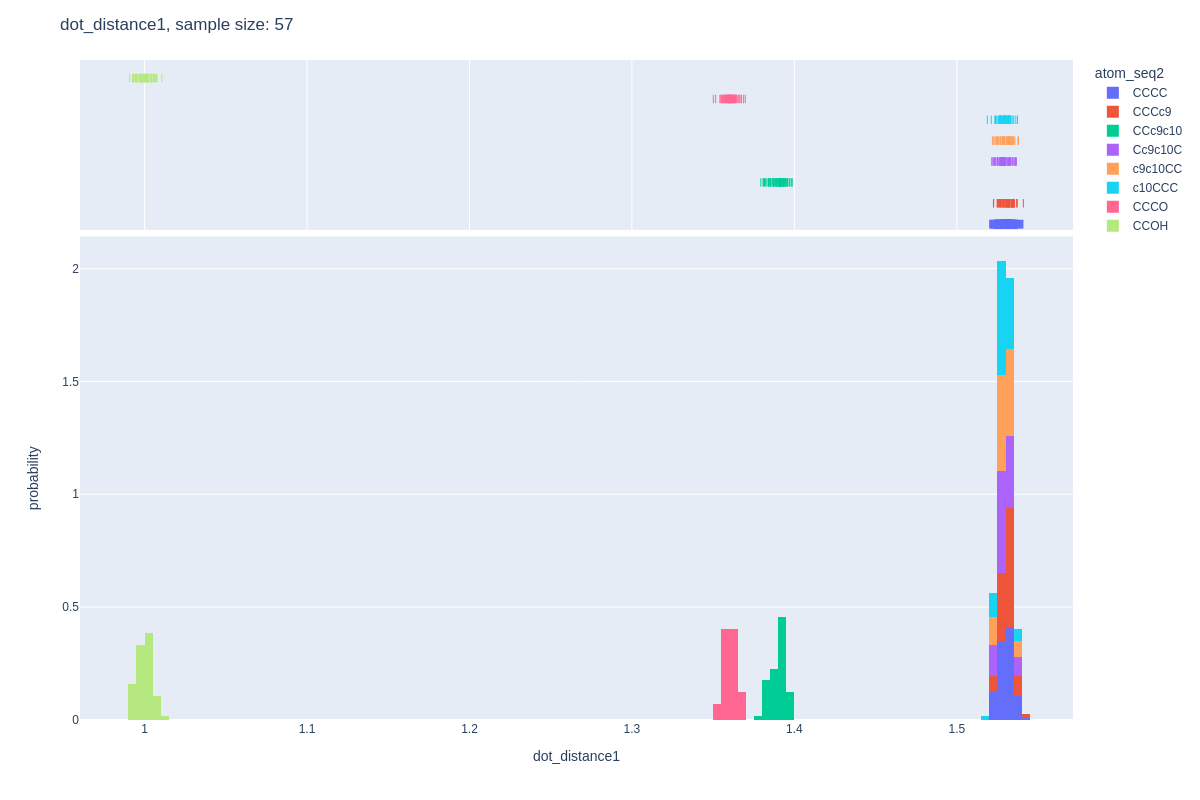 dot_distance1, sample size: 57
atom_seq2
CCCC
CCCc9
CCc9c10
Cc9c10C
c9c10CC
c10CCC
CCCO
CCOH
probability
2
1.5
1
0.5
0
1
1.1
1.2
1.3
1.4
1.5
dot_distance1